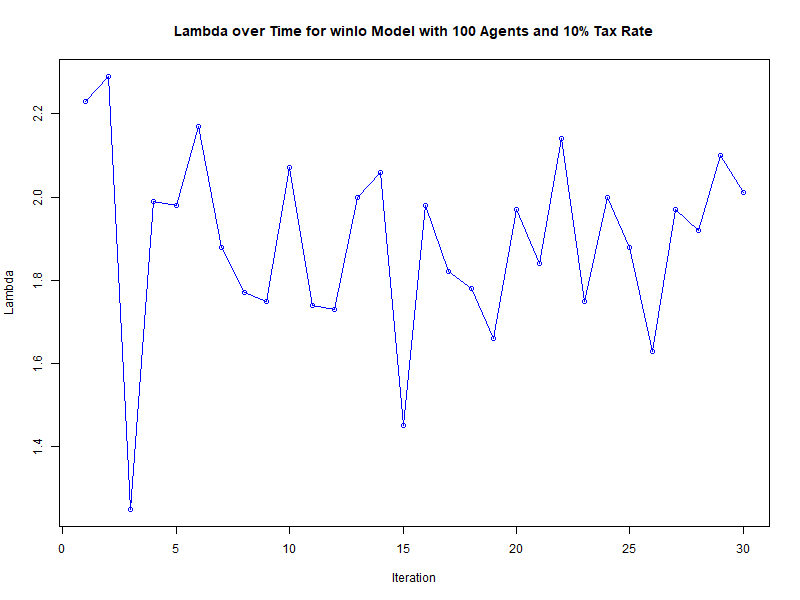 Lambda over Time for winlo Model with 100 Agents and 10% Tax Rate
2.2
2.0
1.8
1.6
1.4
Lambda
0 5 10 15 20 25 30
Iteration